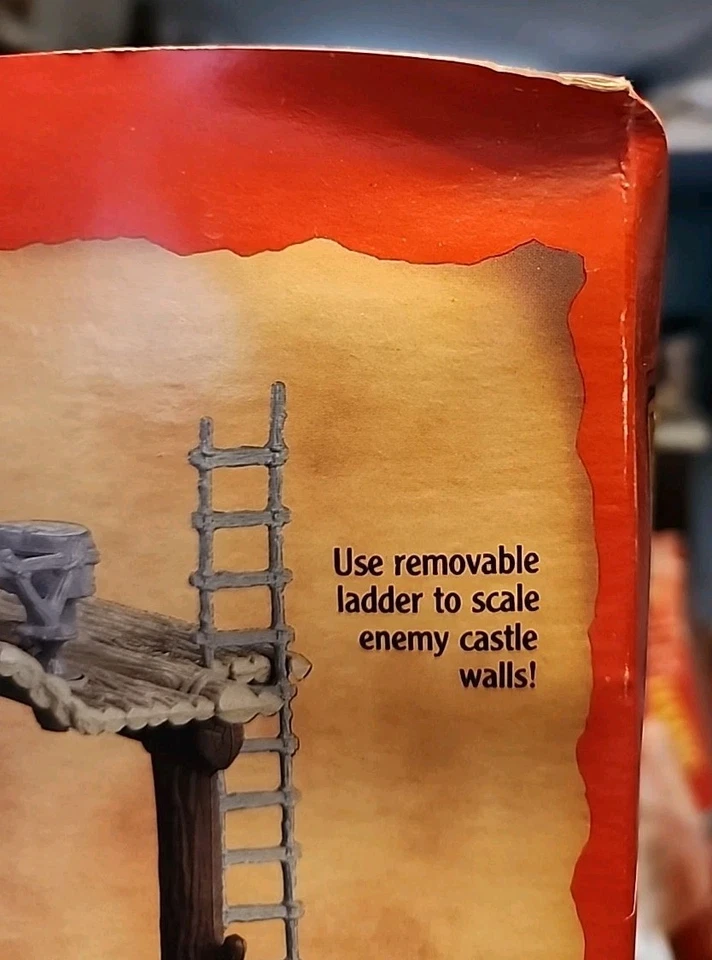 Use removable
ladder to scale
enemy castle
walls!